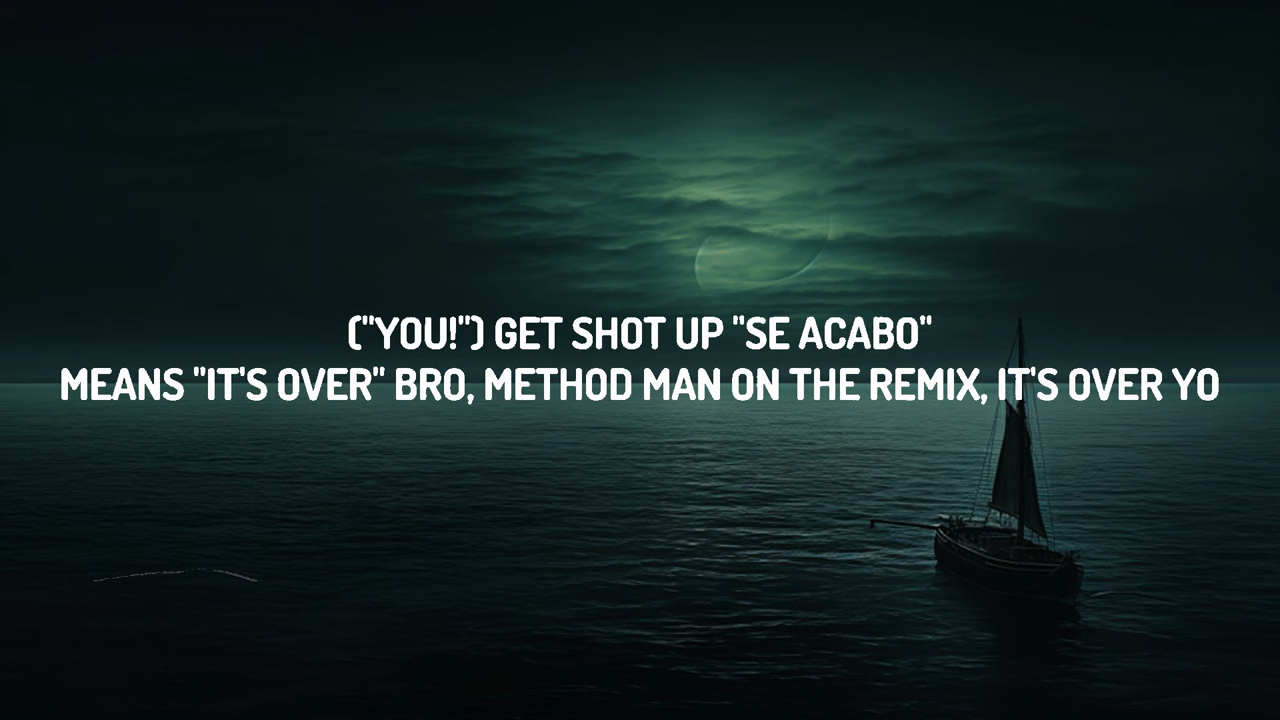 ("YOU!") GET SHOT UP "SE ACABO"
MEANS "IT'S OVER" BRO, METHOD MAN ON THE REMIX, IT'S OVER YO